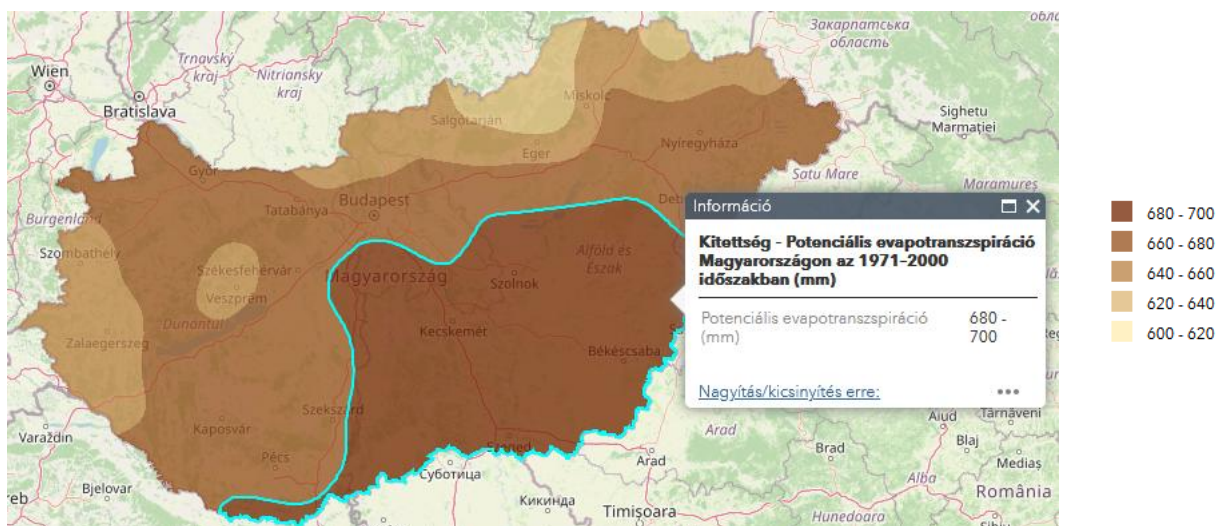 Закарпатська
область
обла
Trnavský
kraj
Nitriansky
kraj
Wien
Bratislava
Miskolc
Salgótarján
Sighetu
Marmației
Eger
Nyíregyháza
Győr
Satu Mare
Maramureș
Budapest
Tatabánya
Burgenland
Szombathely
Székesfehérvár
Veszprém
Magyarország
Szolnok
Alföld és
Észak
Dunántúl
Zalaegerszeg
Kecskemét
Békéscsaba
Szekszárd
Kaposvár
Pécs
Szeged
Varaždin
Суботица
Arad
Arad
Brad
Aiud
Târnăveni
Blaj
Alba
Mediaș
Bjelovar
Кикинда
Timișoara
România
Hunedoara
Sibiu
Információ
Kitettség - Potenciális evapotranszspiráció
Magyarországon az 1971–2000
időszakban (mm)
Potenciális evapotranszspiráció
(mm)
680 -
700
Nagyítás/kicsinyítés erre:
680 - 700
660 - 680
640 - 660
620 - 640
600 - 620